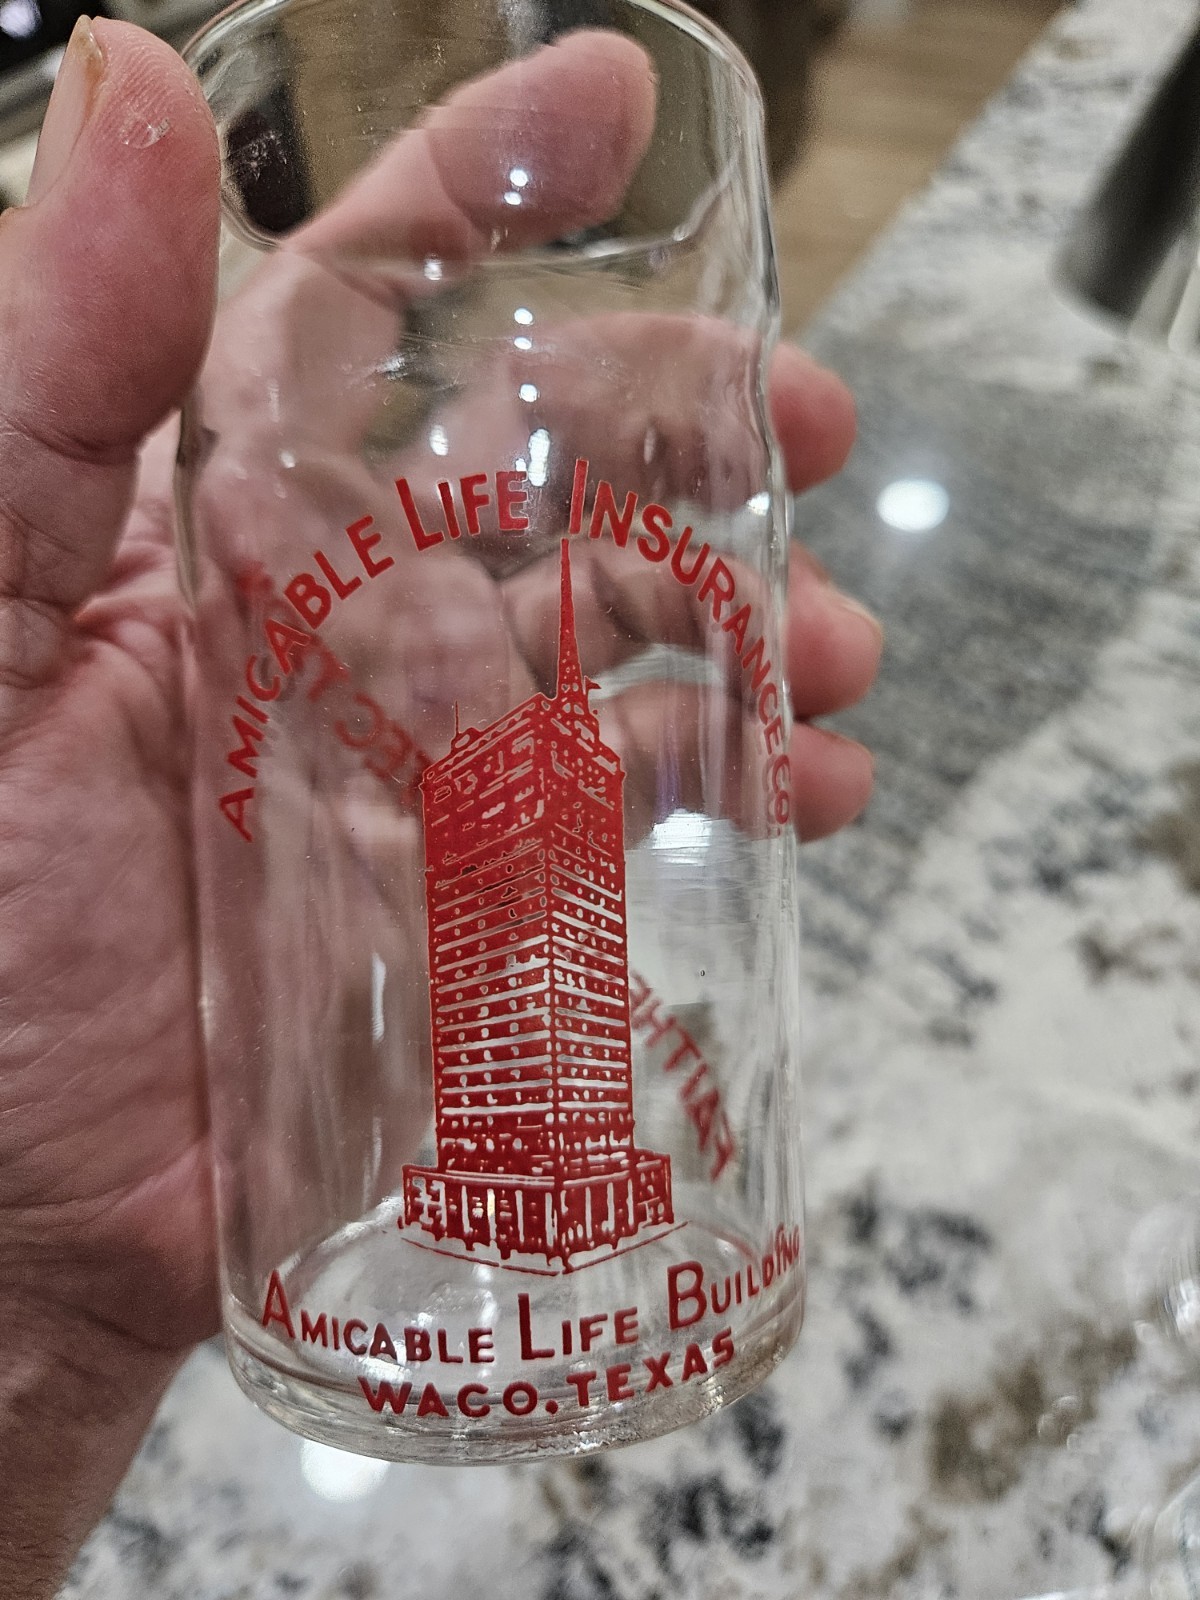 AMICABLE LIFE INSURANCE CO.
AMICABLE LIFE BUILDING
WACO, TEXAS